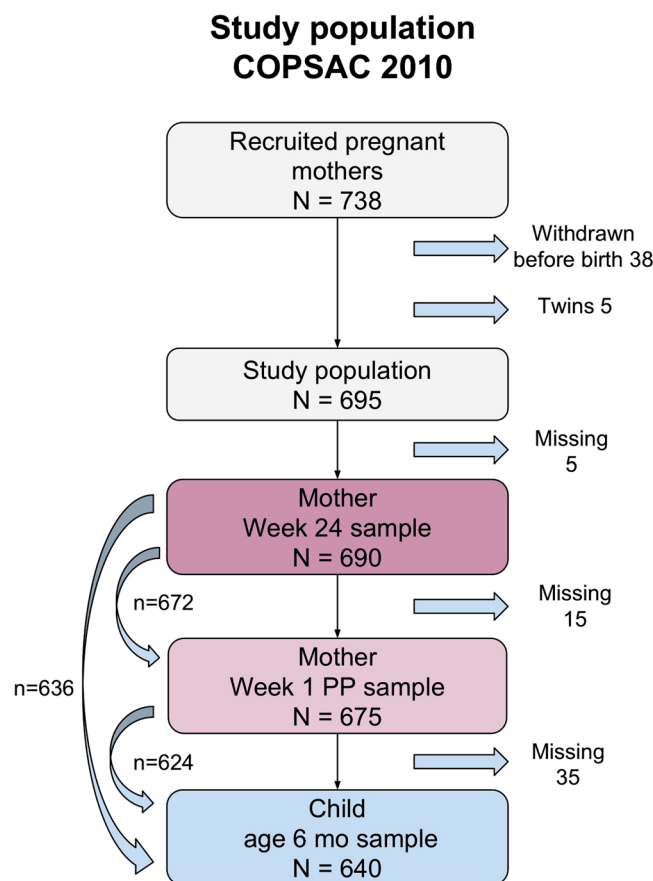 Study population
COPSAC 2010
Recruited pregnant
mothers
N = 738
Withdrawn
before birth 38
Twins 5
Study population
N = 695
Missing
5
Mother
Week 24 sample
N = 690
n=672
Missing
15
Mother
Week 1 PP sample
N = 675
n=636
n=624
Missing
35
Child
age 6 mo sample
N = 640